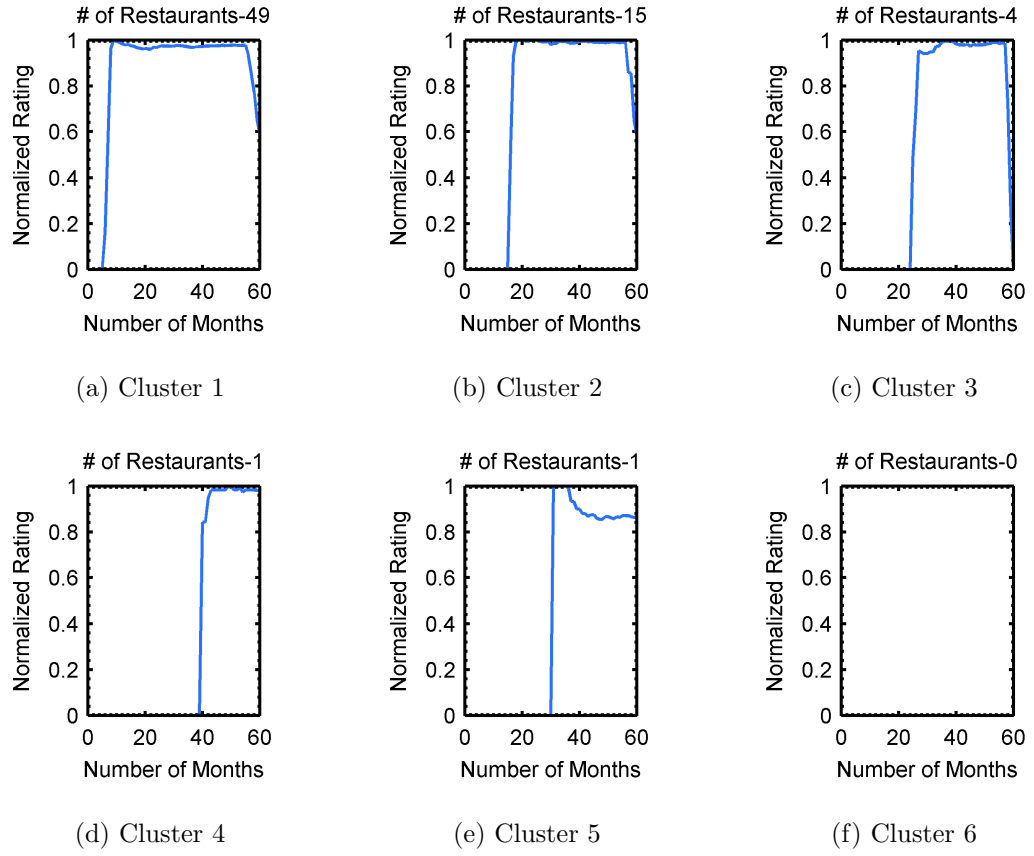 # of Restaurants-49
# of Restaurants-15
# of Restaurants-4
Normalized Rating
1
0.8
0.6
0.4
0.2
0
0 20 40 60
Number of Months
Normalized Rating
1
0.8
0.6
0.4
0.2
0
0 20 40 60
Number of Months
Normalized Rating
1
0.8
0.6
0.4
0.2
0
0 20 40 60
Number of Months
(a) Cluster 1
(b) Cluster 2
(c) Cluster 3
# of Restaurants-1
# of Restaurants-1
# of Restaurants-0
Normalized Rating
1
0.8
0.6
0.4
0.2
0
0 20 40 60
Number of Months
Normalized Rating
1
0.8
0.6
0.4
0.2
0
0 20 40 60
Number of Months
Normalized Rating
1
0.8
0.6
0.4
0.2
0
0 20 40 60
Number of Months
(d) Cluster 4
(e) Cluster 5
(f) Cluster 6